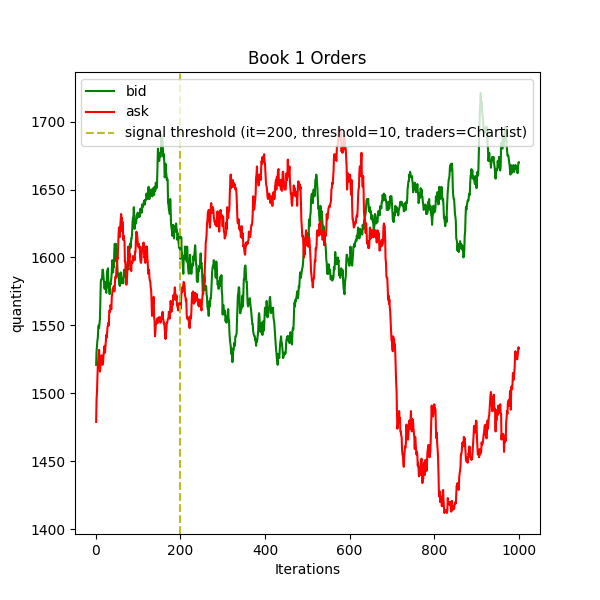 Book 1 Orders
bid
ask
signal threshold (it=200, threshold=10, traders=Chartist)
1700
1650
1600
1550
1500
1450
1400
quantity
0 200 400 600 800 1000
Iterations